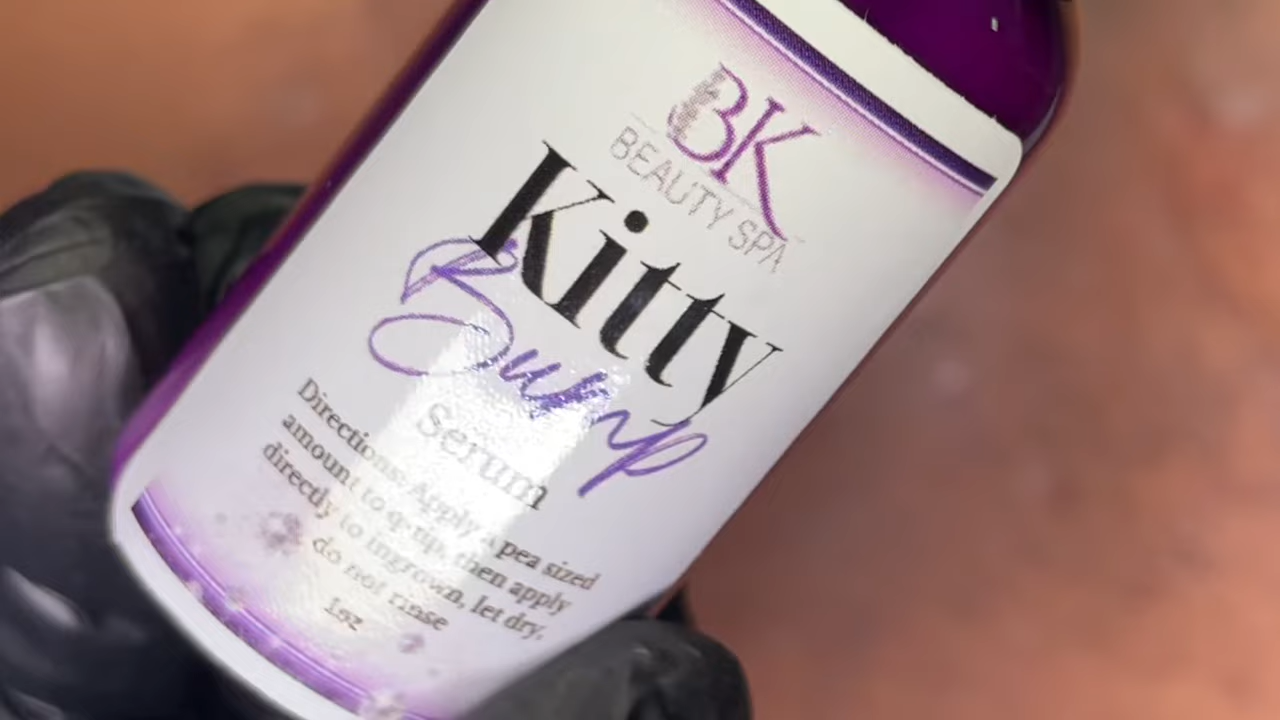 BK
BEAUTY SPA
Kitty
Bump
Serum
Directions: Apply a pea sized
amount to q-tip, then apply
directly to ingrown, let dry,
do not rinse
1oz